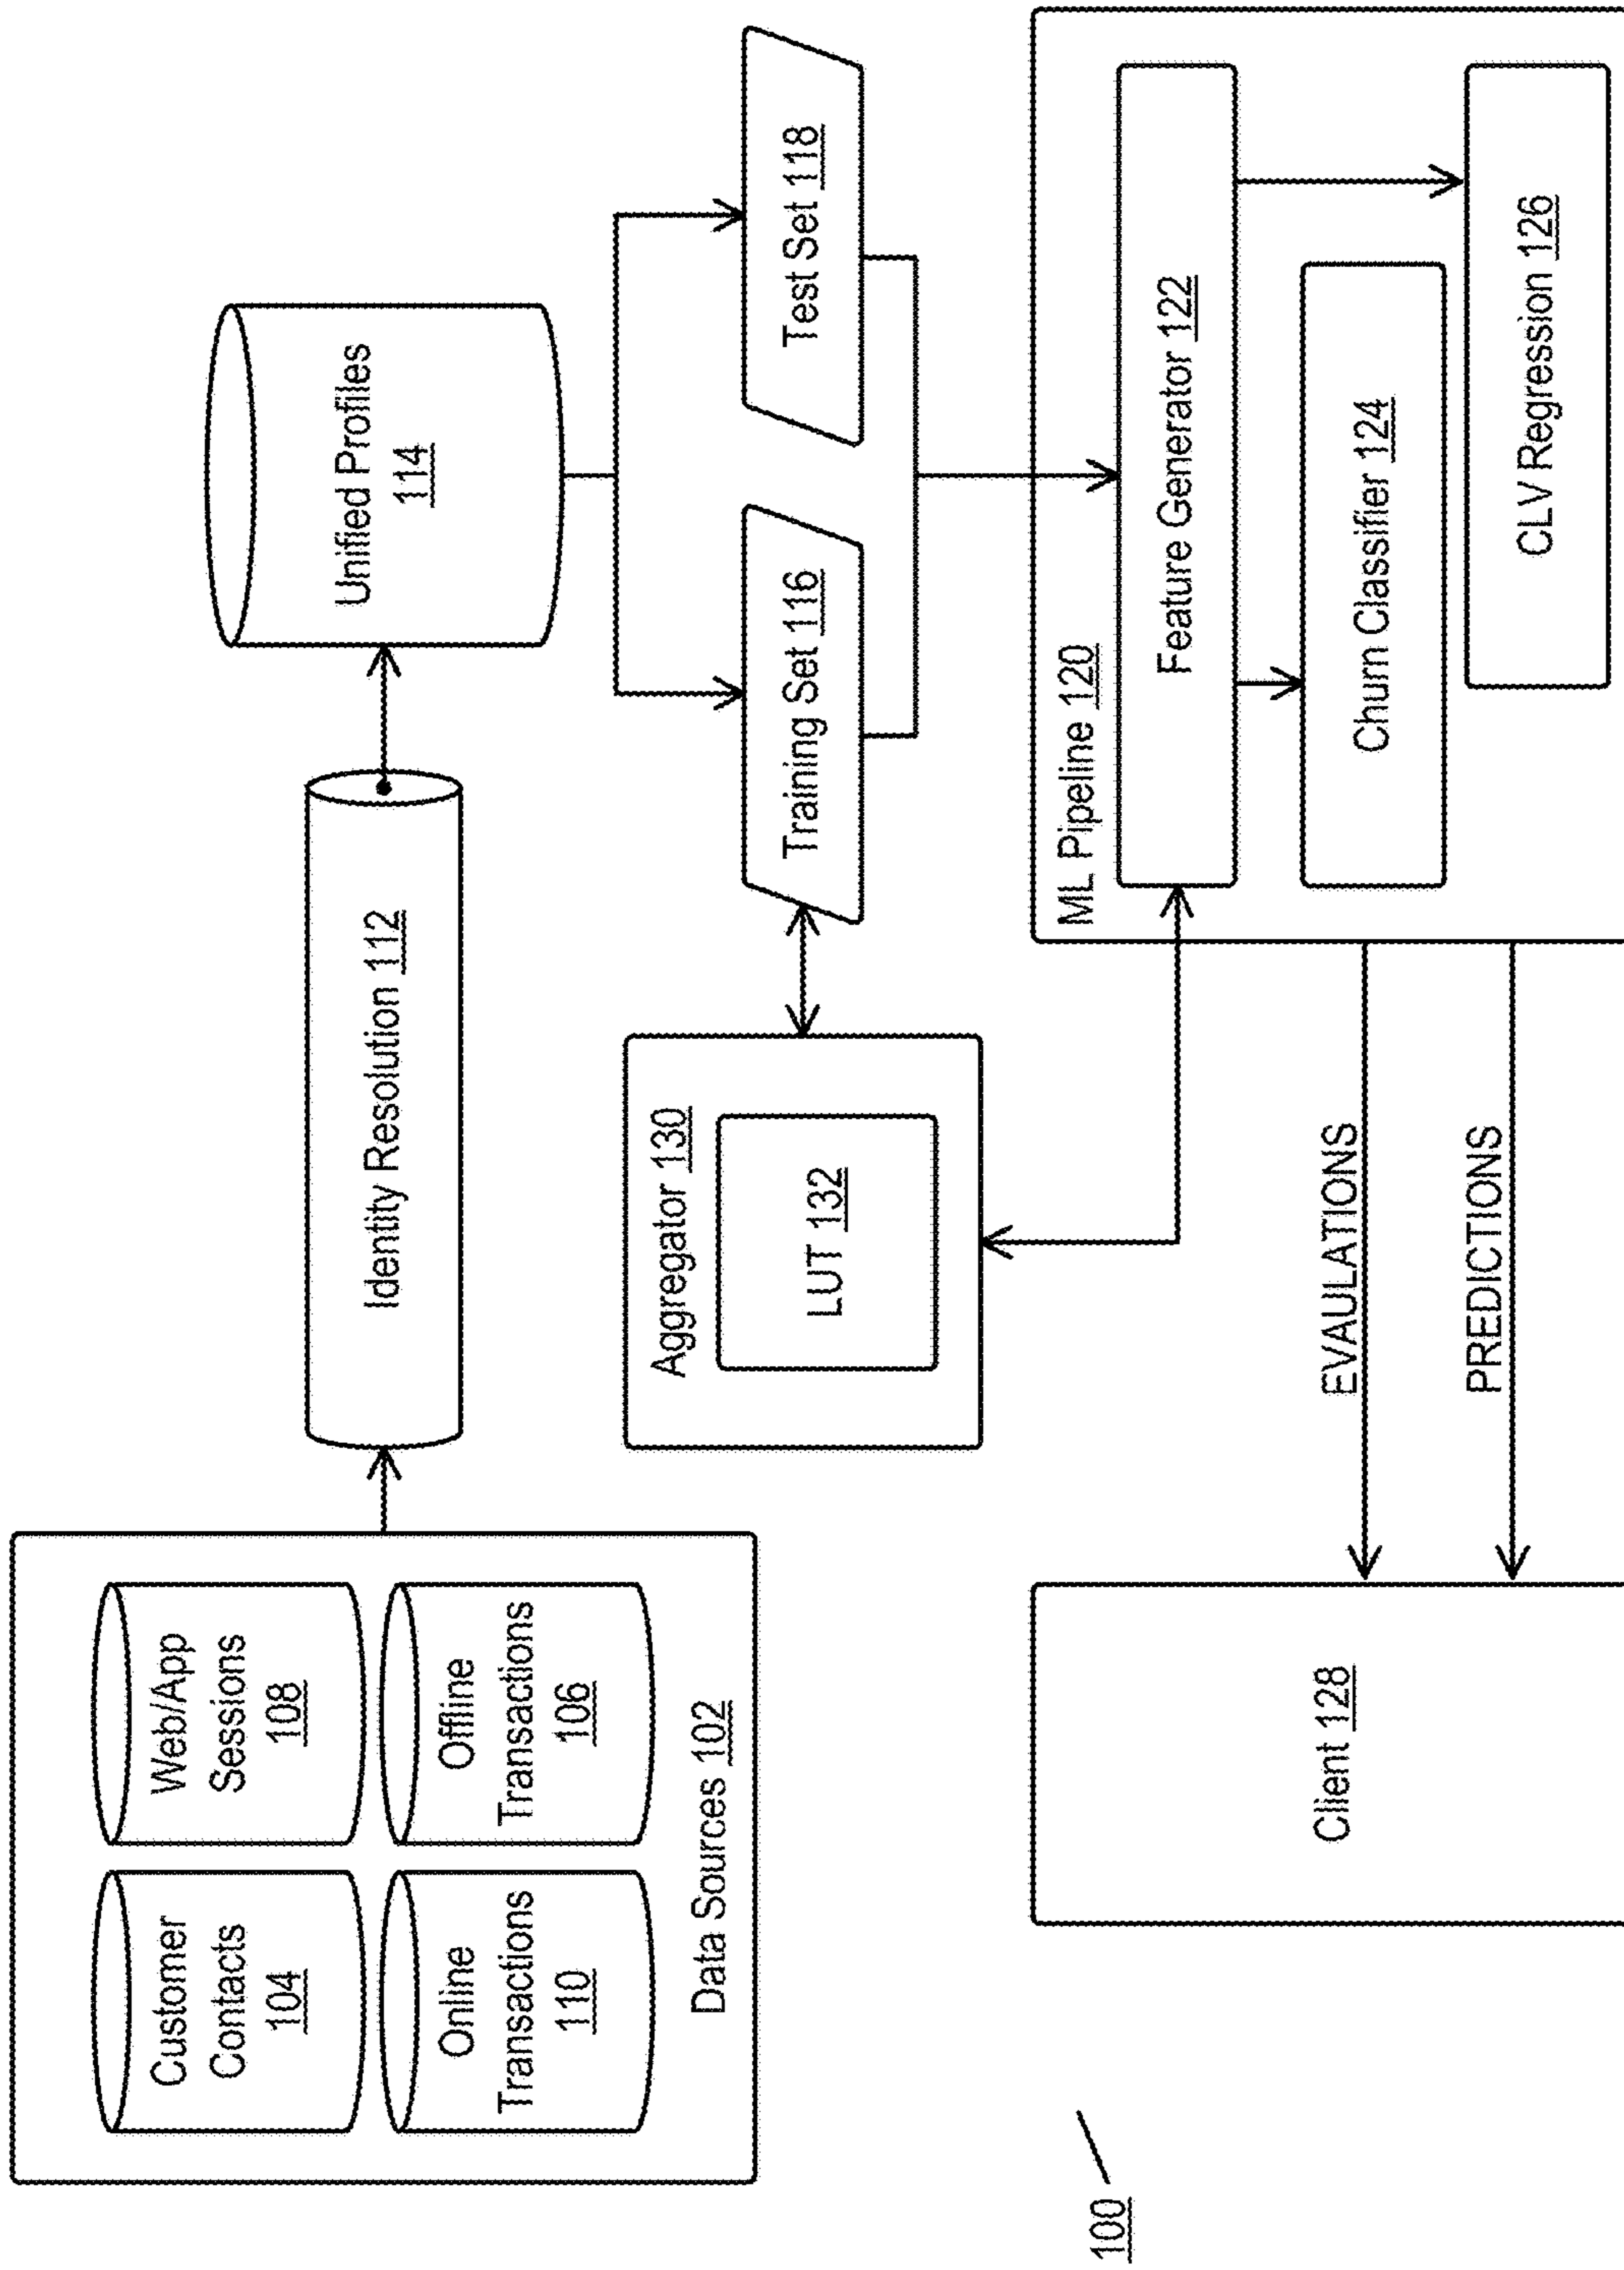 Customer
Contacts
104
Web/App
Sessions
108
Online
Transactions
110
Offline
Transactions
106
Data Sources 102
Identity Resolution 112
Unified Profiles
114
Aggregator 130
LUT 132
Training Set 116
Test Set 118
ML Pipeline 120
Feature Generator 122
Churn Classifier 124
CLV Regression 126
EVAULATIONS
PREDICTIONS
Client 128
100